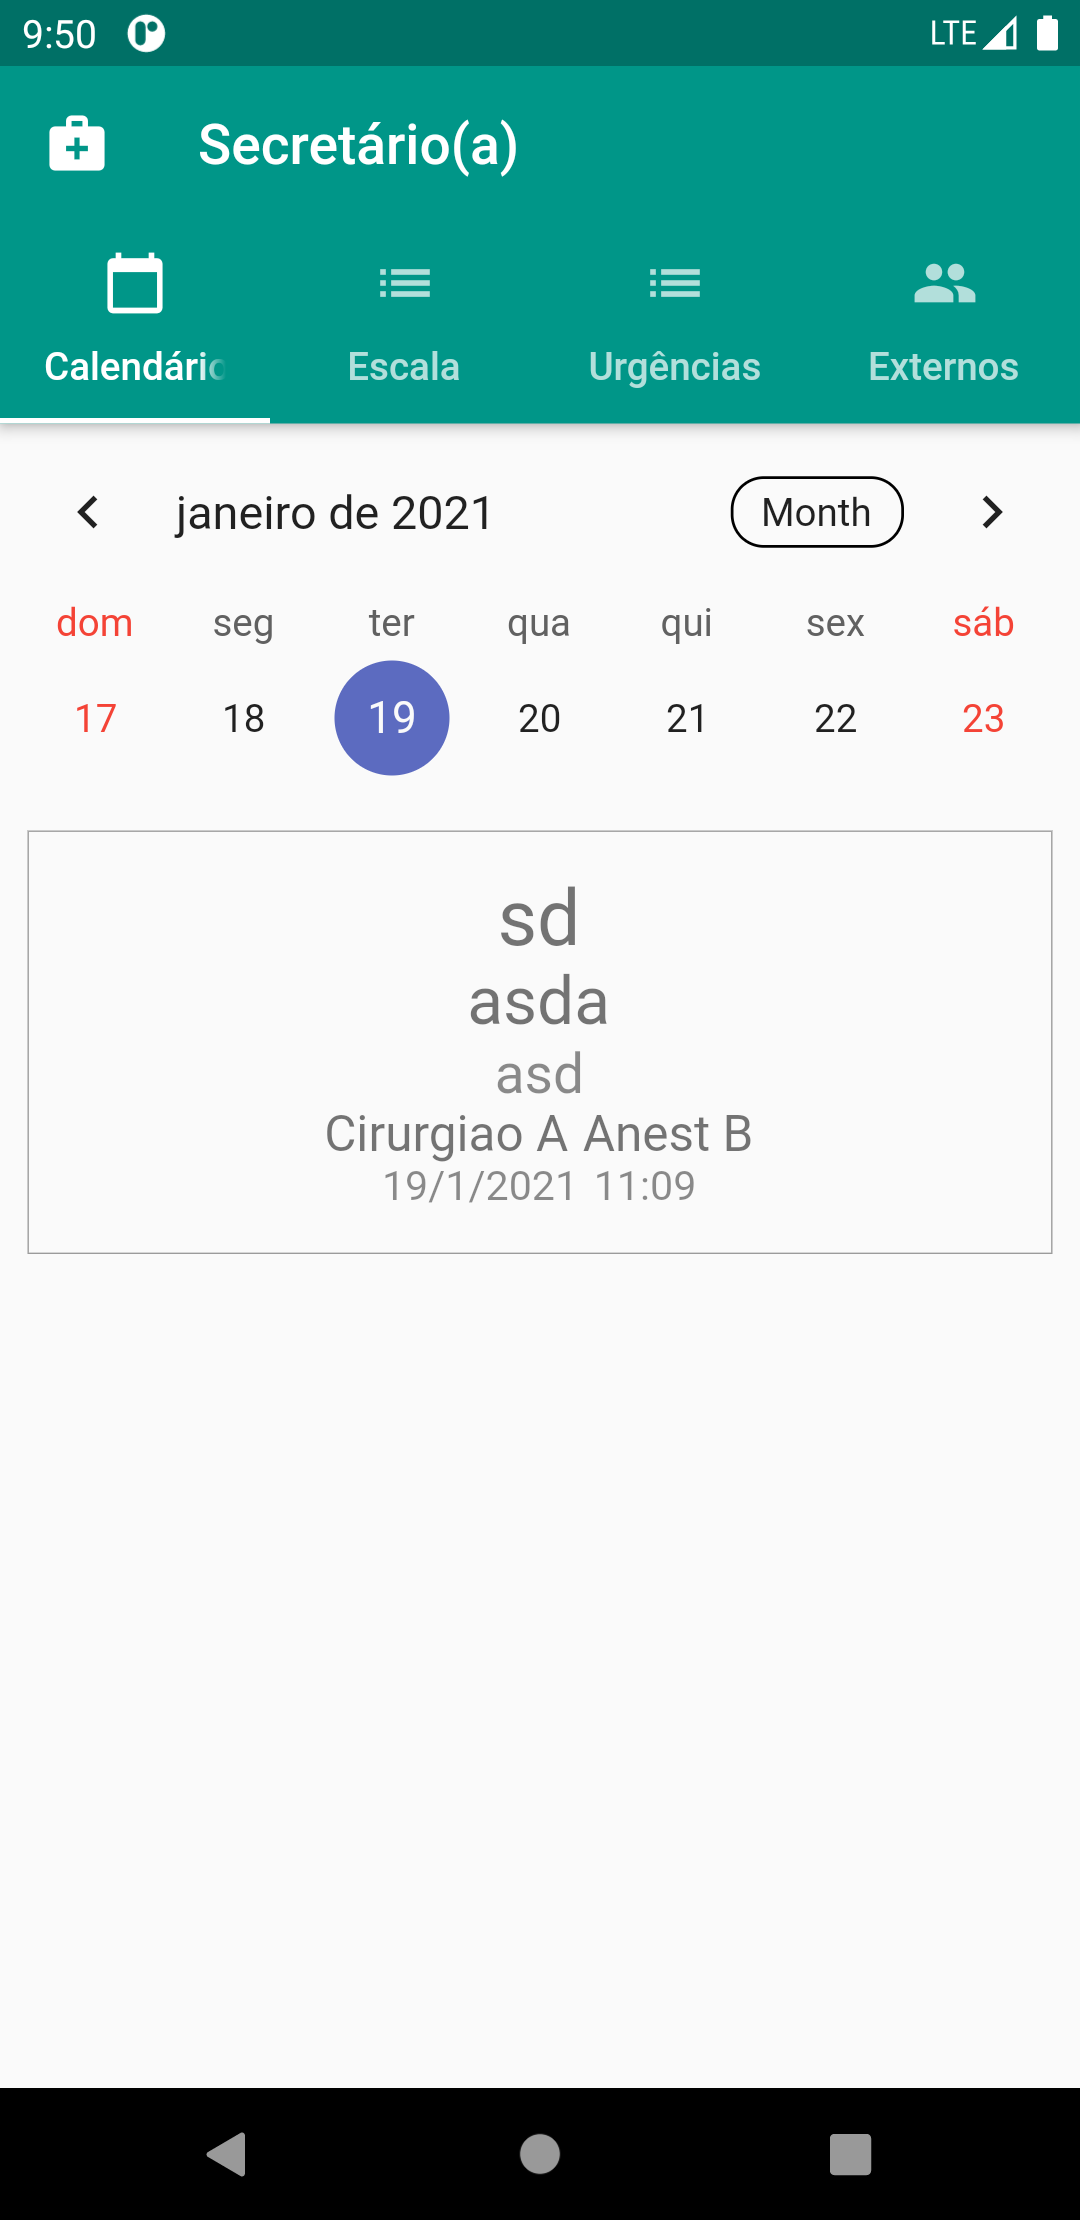 9:50 LTE
Secretário(a)
Calendário Escala Urgências Externos
janeiro de 2021 Month
dom seg ter qua qui sex sáb
17 18 19 20 21 22 23
sd
asda
asd
Cirurgiao A Anest B
19/1/2021 11:09